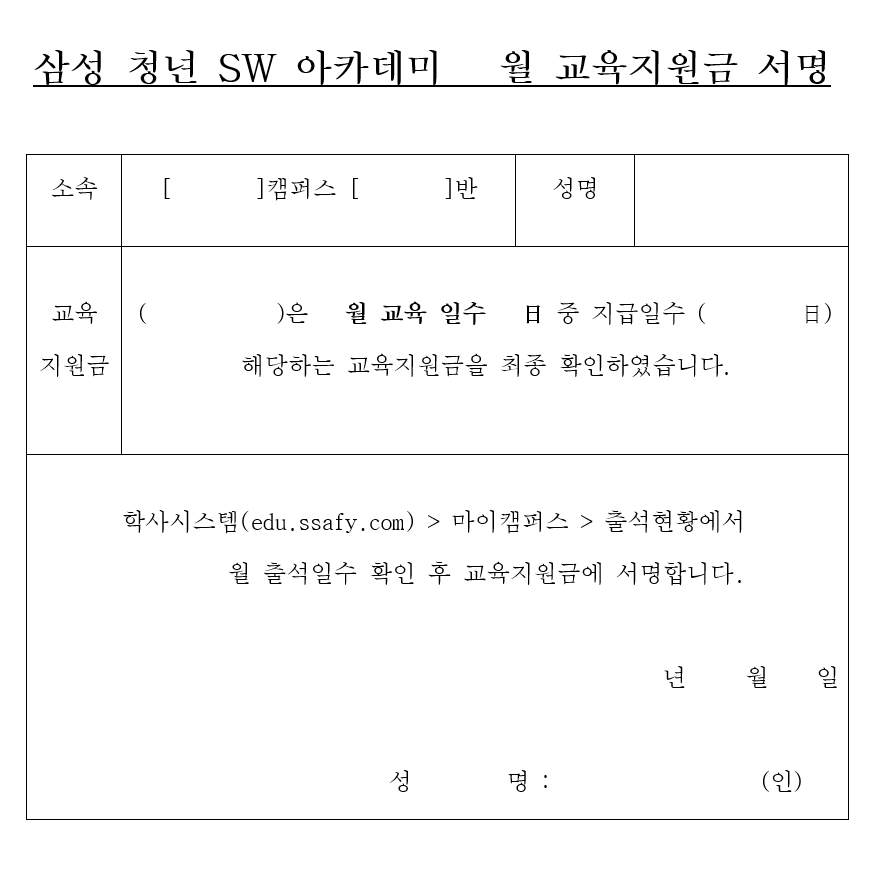 삼성 청년 SW 아카데미 월 교육지원금 서명
소속 [ ]캠퍼스 [ ]반 성명
교육
지원금
( )은 월 교육 일수 日 중 지급일수 ( 日)
해당하는 교육지원금을 최종 확인하였습니다.
학사시스템(edu.ssafy.com) > 마이캠퍼스 > 출석현황에서
월 출석일수 확인 후 교육지원금에 서명합니다.
년 월 일
성 명 : (인)